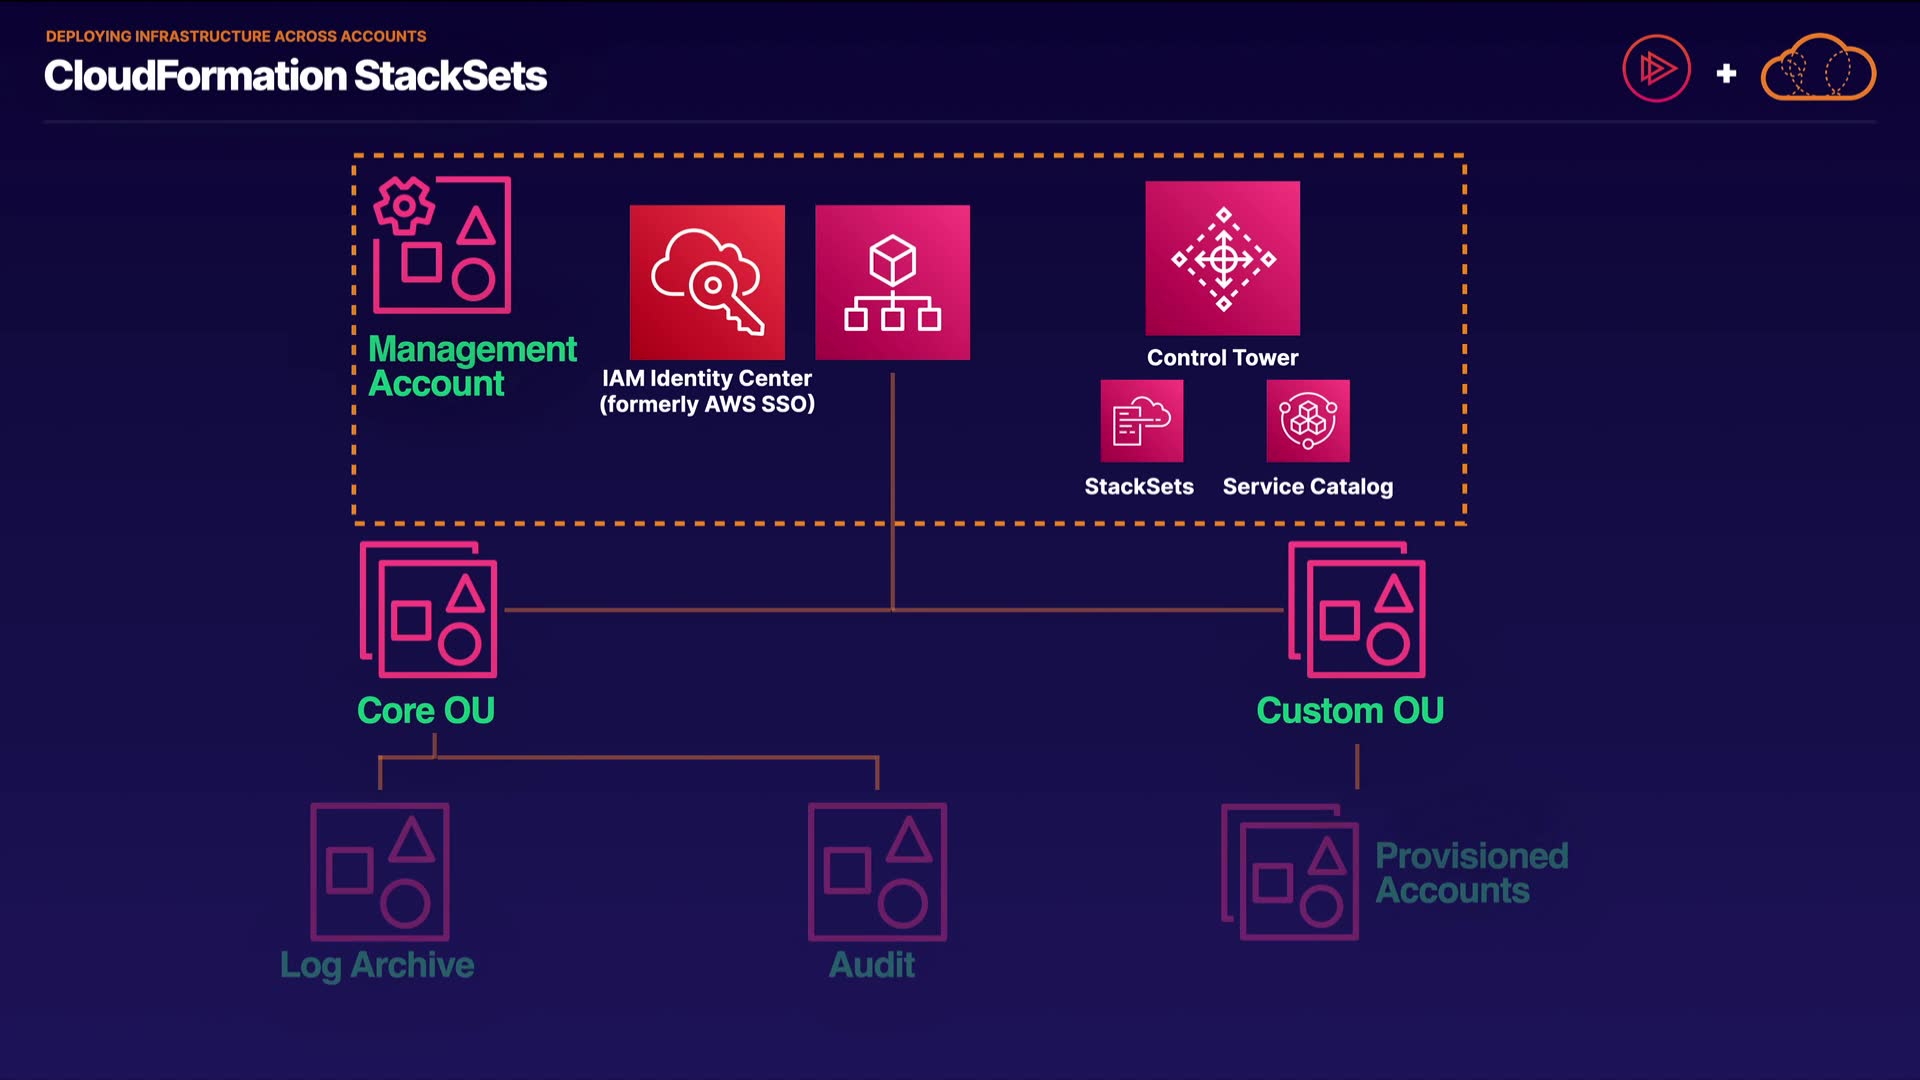 DEPLOYING INFRASTRUCTURE ACROSS ACCOUNTS
CloudFormation StackSets
Management
Account
IAM Identity Center
(formerly AWS SSO)
Control Tower
StackSets
Service Catalog
Core OU
Custom OU
Provisioned
Accounts
Log Archive
Audit